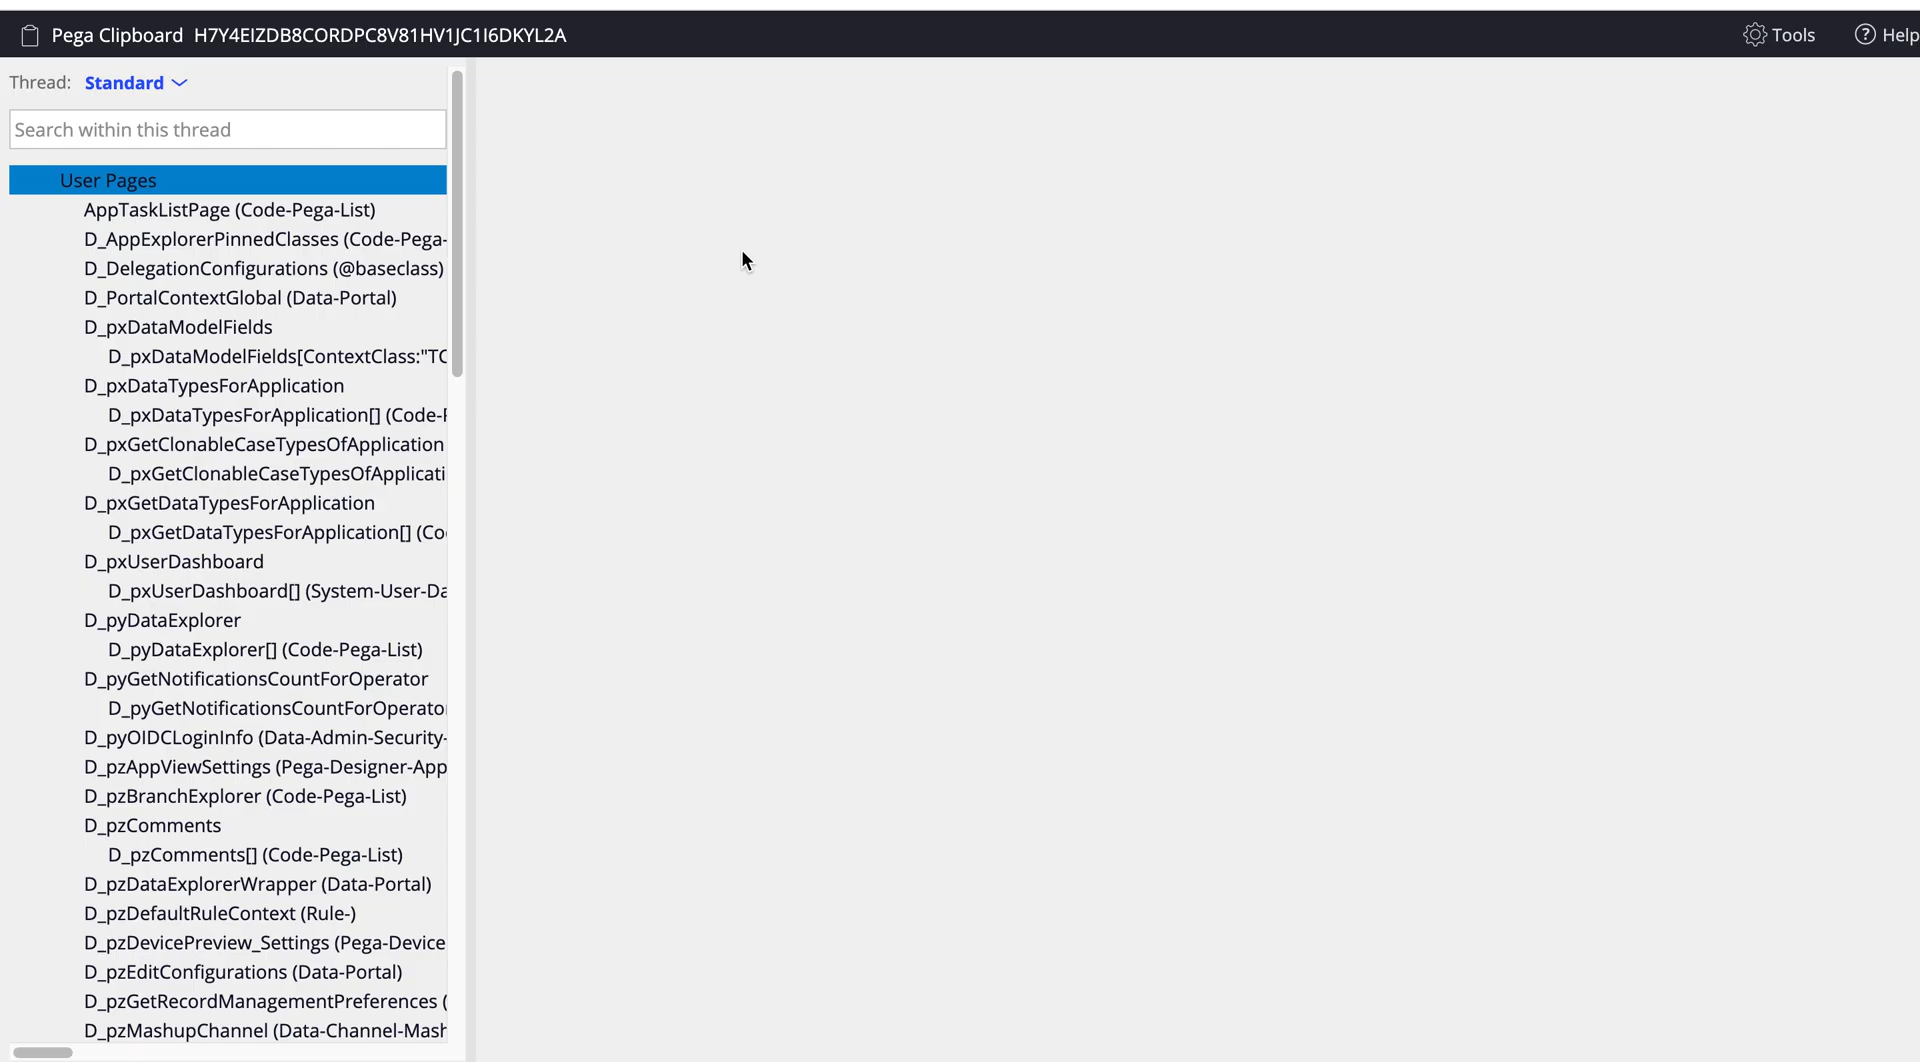 Pega Clipboard H7Y4EIZDB8CORDPC8V81HV1JC1I6DKYL2A
Tools
Help
Thread: Standard
Search within this thread
User Pages
AppTaskListPage (Code-Pega-List)
D_AppExplorerPinnedClasses (Code-Pega-
D_DelegationConfigurations (@baseclass)
D_PortalContextGlobal (Data-Portal)
D_pxDataModelFields
D_pxDataModelFields[ContextClass:"TC
D_pxDataTypesForApplication
D_pxDataTypesForApplication[] (Code-P
D_pxGetClonableCaseTypesOfApplication
D_pxGetClonableCaseTypesOfApplicati
D_pxGetDataTypesForApplication
D_pxGetDataTypesForApplication[] (Co
D_pxUserDashboard
D_pxUserDashboard[] (System-User-Da
D_pyDataExplorer
D_pyDataExplorer[] (Code-Pega-List)
D_pyGetNotificationsCountForOperator
D_pyGetNotificationsCountForOperator
D_pyOIDCLoginInfo (Data-Admin-Security-
D_pzAppViewSettings (Pega-Designer-App
D_pzBranchExplorer (Code-Pega-List)
D_pzComments
D_pzComments[] (Code-Pega-List)
D_pzDataExplorerWrapper (Data-Portal)
D_pzDefaultRuleContext (Rule-)
D_pzDevicePreview_Settings (Pega-Device
D_pzEditConfigurations (Data-Portal)
D_pzGetRecordManagementPreferences (
D_pzMashupChannel (Data-Channel-Mash